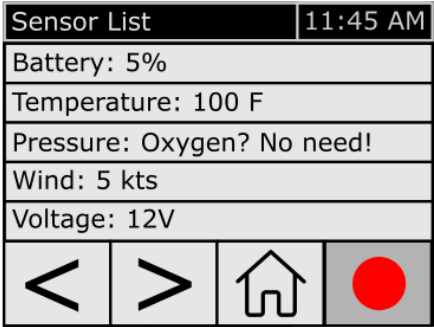 Sensor List 11:45 AM
Battery: 5%
Temperature: 100 F
Pressure: Oxygen? No need!
Wind: 5 kts
Voltage: 12V
< >